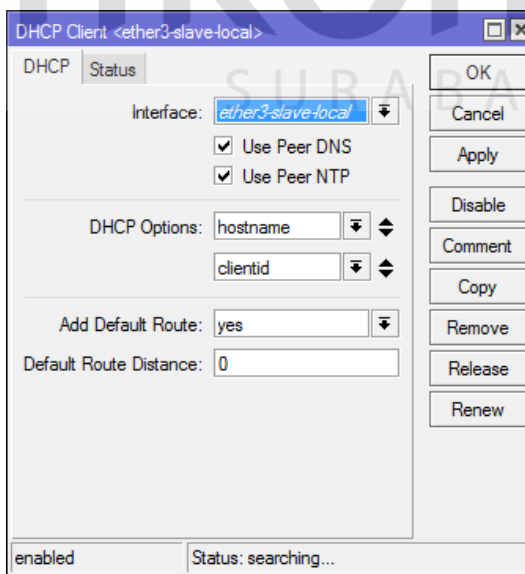 DHCP Client <ether3-slave-local>
DHCP Status
Interface: ether3-slave-local
Use Peer DNS
Use Peer NTP
DHCP Options: hostname
clientid
Add Default Route: yes
Default Route Distance: 0
OK
Cancel
Apply
Disable
Comment
Copy
Remove
Release
Renew
enabled
Status: searching...
SURABA